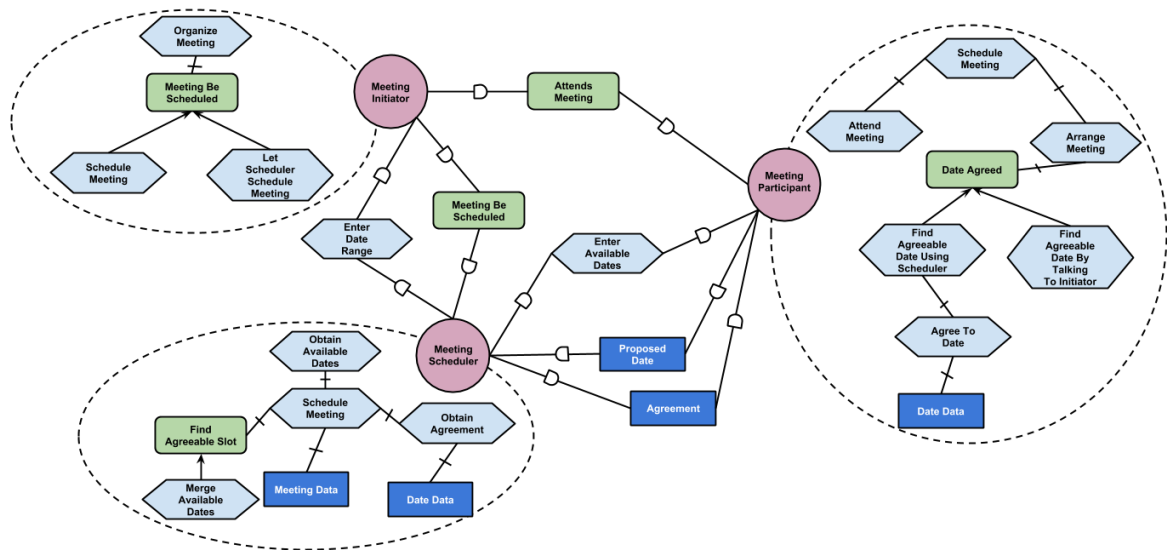 Organize
Meeting
Meeting Be
Scheduled
Schedule
Meeting
Let
Scheduler
Schedule
Meeting
Meeting
Initiator
Attends
Meeting
Enter
Date
Range
Meeting Be
Scheduled
Enter
Available
Dates
Meeting
Participant
Schedule
Meeting
Attend
Meeting
Arrange
Meeting
Date Agreed
Find
Agreeable
Date Using
Scheduler
Find
Agreeable
Date By
Talking
To Initiator
Agree To
Date
Date Data
Meeting
Scheduler
Proposed
Date
Agreement
Obtain
Available
Dates
Schedule
Meeting
Find
Agreeable Slot
Obtain
Agreement
Merge
Available
Dates
Meeting Data
Date Data